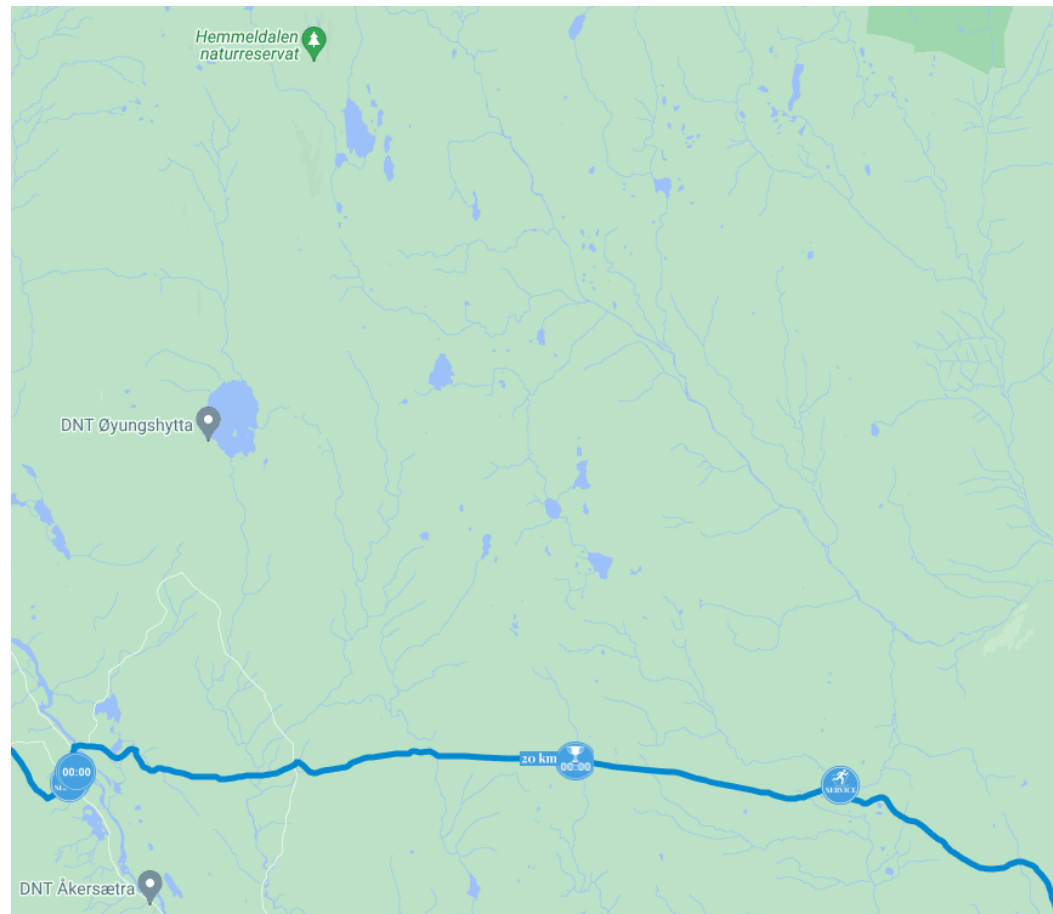 Hemmeldalen
naturreservat
DNT Øyungshytta
20 km
00:00
00:00
SERVICE
DNT Åkersætra